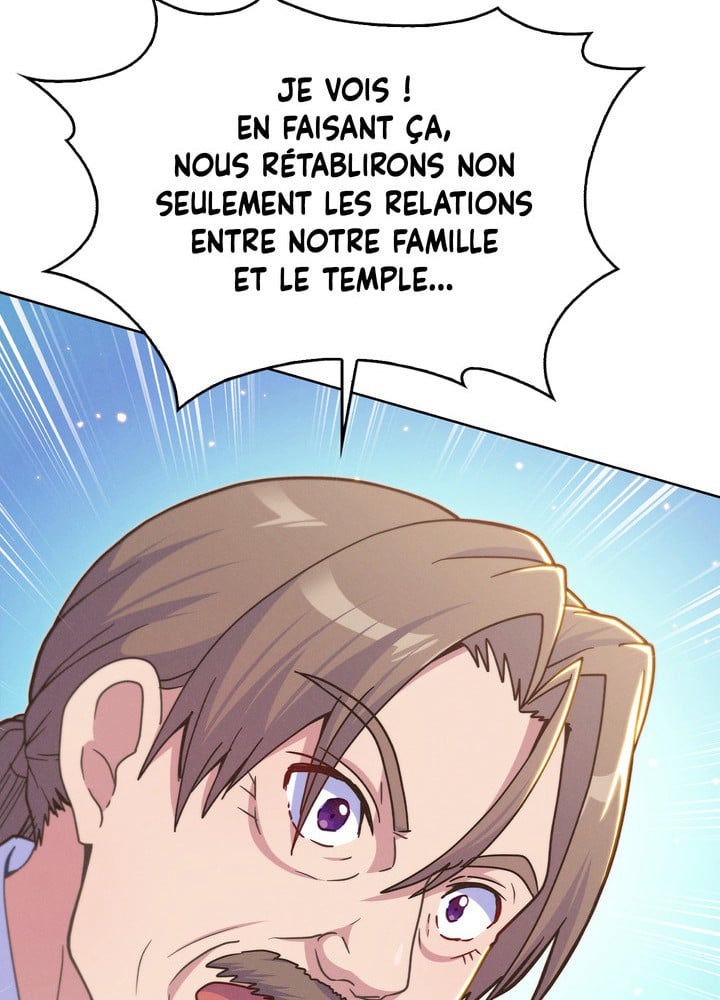 JE VOIS !
EN FAISANT ÇA,
NOUS RÉTABLIRONS NON
SEULEMENT LES RELATIONS
ENTRE NOTRE FAMILLE
ET LE TEMPLE...